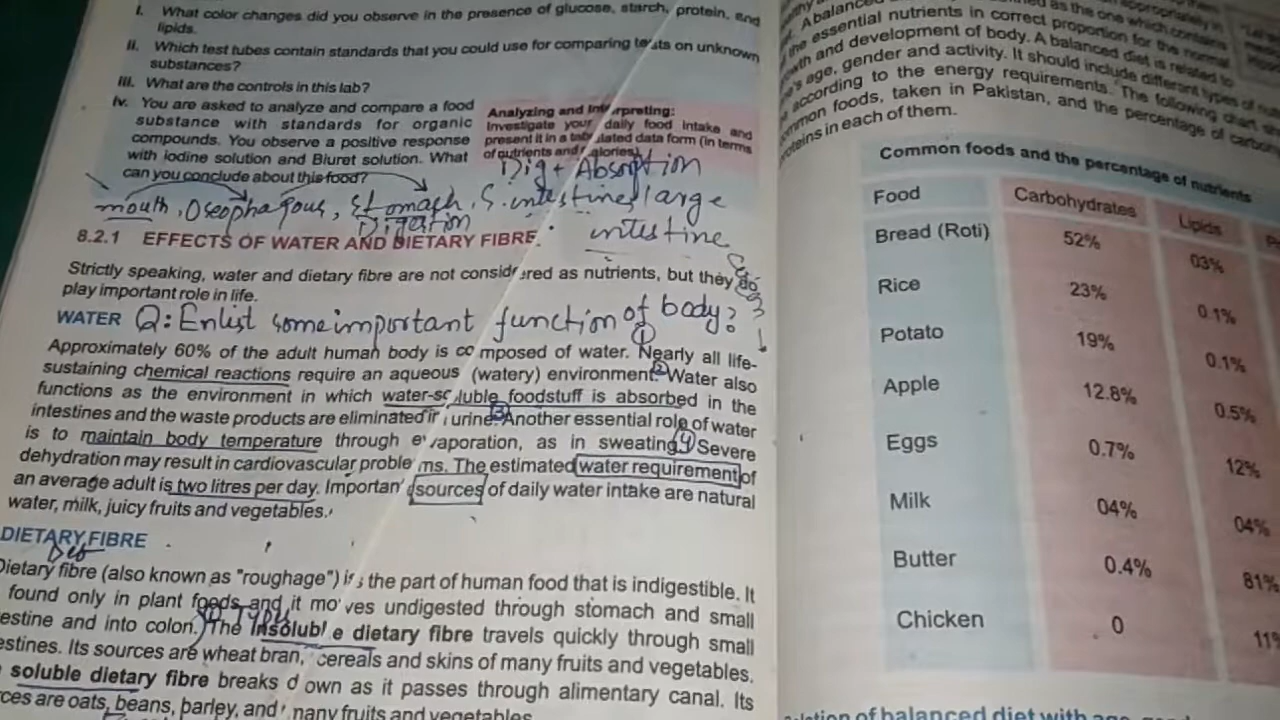 i. What color changes did you observe in the presence of glucose, starch, protein, and
lipids.
ii. Which test tubes contain standards that you could use for comparing tests on unknown
substances?
iii. What are the controls in this lab?
iv. You are asked to analyze and compare a food
substance with standards for organic
compounds. You observe a positive response
with iodine solution and Biuret solution. What
can you conclude about this food?
Analyzing and Interpreting:
Investigate your daily food intake and
present it in a tabulated data form (in terms
of nutrients and calories).
Dig + Absorption
mouth, Oseophagous, Stomach, S. intestine, large
Digestion
intestine
8.2.1 EFFECTS OF WATER AND DIETARY FIBRE
Strictly speaking, water and dietary fibre are not considered as nutrients, but they do
play important role in life.
WATER Q: Enlist some important function of body?
①
Approximately 60% of the adult human body is composed of water. Nearly all life-
sustaining chemical reactions require an aqueous (watery) environment. ② Water also
functions as the environment in which water-soluble foodstuff is absorbed in the
intestines and the waste products are eliminated in urine. ③ Another essential role of water
is to maintain body temperature through evaporation, as in sweating. ④ Severe
dehydration may result in cardiovascular problems. The estimated water requirement of
an average adult is two litres per day. Important sources of daily water intake are natural
water, milk, juicy fruits and vegetables.
DIETARY FIBRE
Def
Dietary fibre (also known as "roughage") is the part of human food that is indigestible. It
found only in plant foods and it moves undigested through stomach and small
estine and into colon. The insoluble dietary fibre travels quickly through small
estines. Its sources are wheat bran, cereals and skins of many fruits and vegetables.
soluble dietary fibre breaks down as it passes through alimentary canal. Its
rces are oats, beans, barley, and many fruits and vegetables
as the one which contains
essential nutrients in correct proportion for the normal
and development of body. A balanced diet is related to
age, gender and activity. It should include different types of
according to the energy requirements. The following chart
mmon foods, taken in Pakistan, and the percentage of
roteins in each of them.
Common foods and the percentage of nutrients
Food Carbohydrates Lipids
Bread (Roti) 52% 03%
Rice 23% 0.1%
Potato 19% 0.1%
Apple 12.8% 0.5%
Eggs 0.7% 12%
Milk 04% 04%
Butter 0.4% 81%
Chicken 0 11%
of balanced diet with age